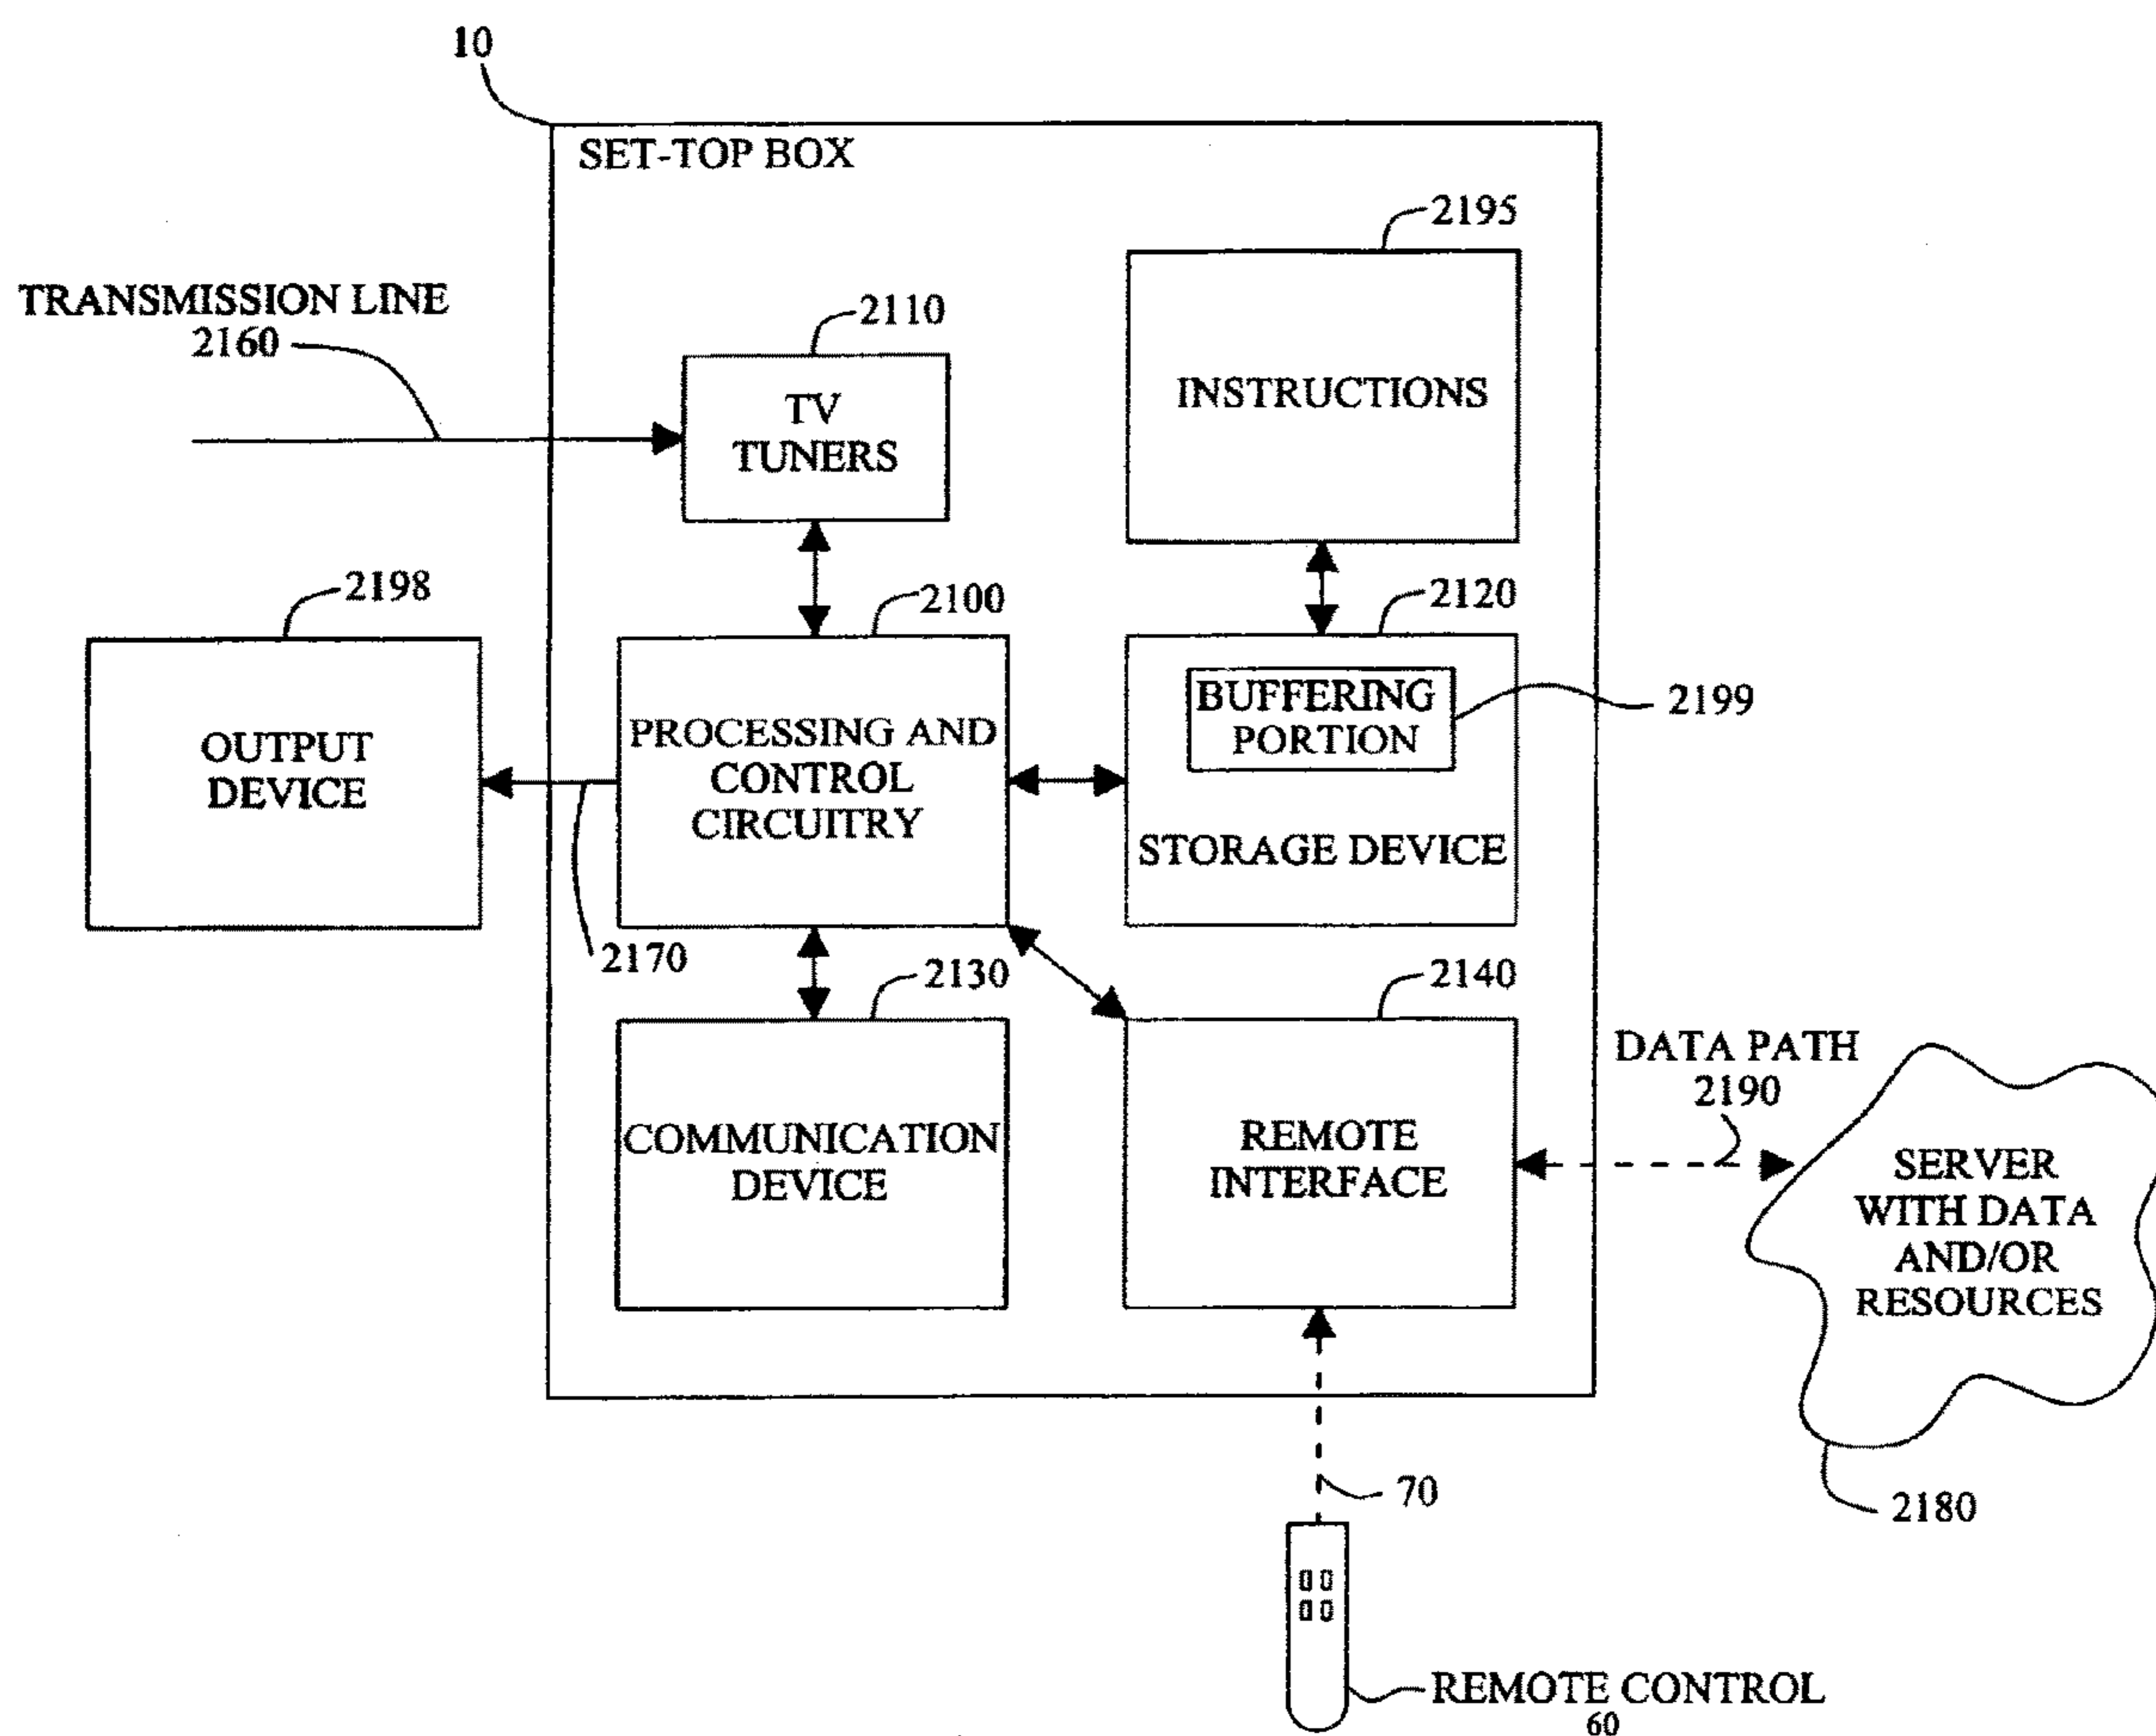 10
SET-TOP BOX
2195
TRANSMISSION LINE
2160
2110
TV
TUNERS
INSTRUCTIONS
2198
2100
2120
OUTPUT
DEVICE
PROCESSING AND
CONTROL
CIRCUITRY
BUFFERING
PORTION
2199
STORAGE DEVICE
2170
2130
2140
COMMUNICATION
DEVICE
REMOTE
INTERFACE
DATA PATH
2190
SERVER
WITH DATA
AND/OR
RESOURCES
70
2180
REMOTE CONTROL
60